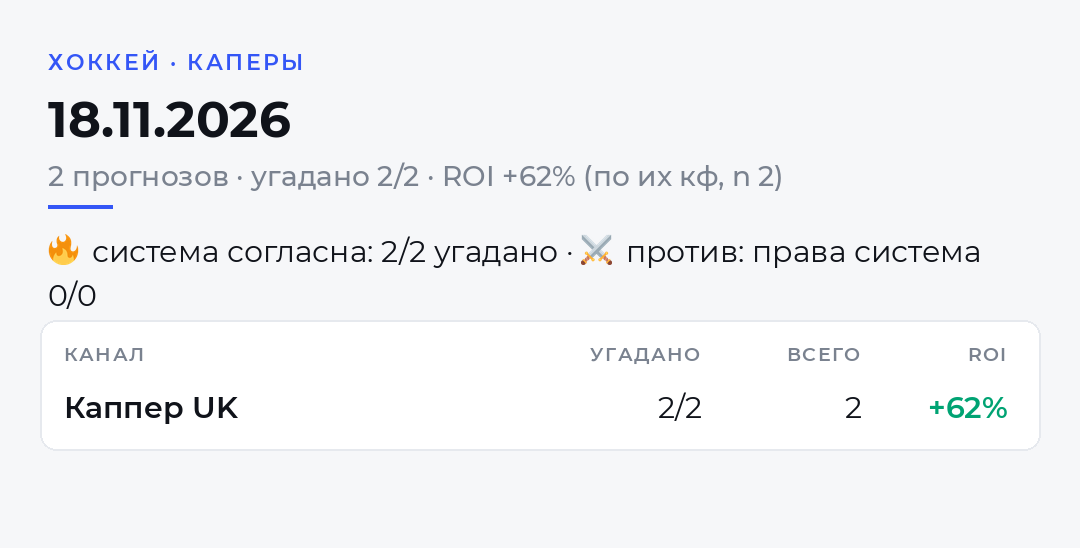 ХОККЕЙ · КАПЕРЫ
18.11.2026
2 прогнозов · угадано 2/2 · ROI +62% (по их кф, n 2)
🔥 система согласна: 2/2 угадано · ⚔️ против: права система
0/0
КАНАЛ УГАДАНО ВСЕГО ROI
Каппер UK 2/2 2 +62%